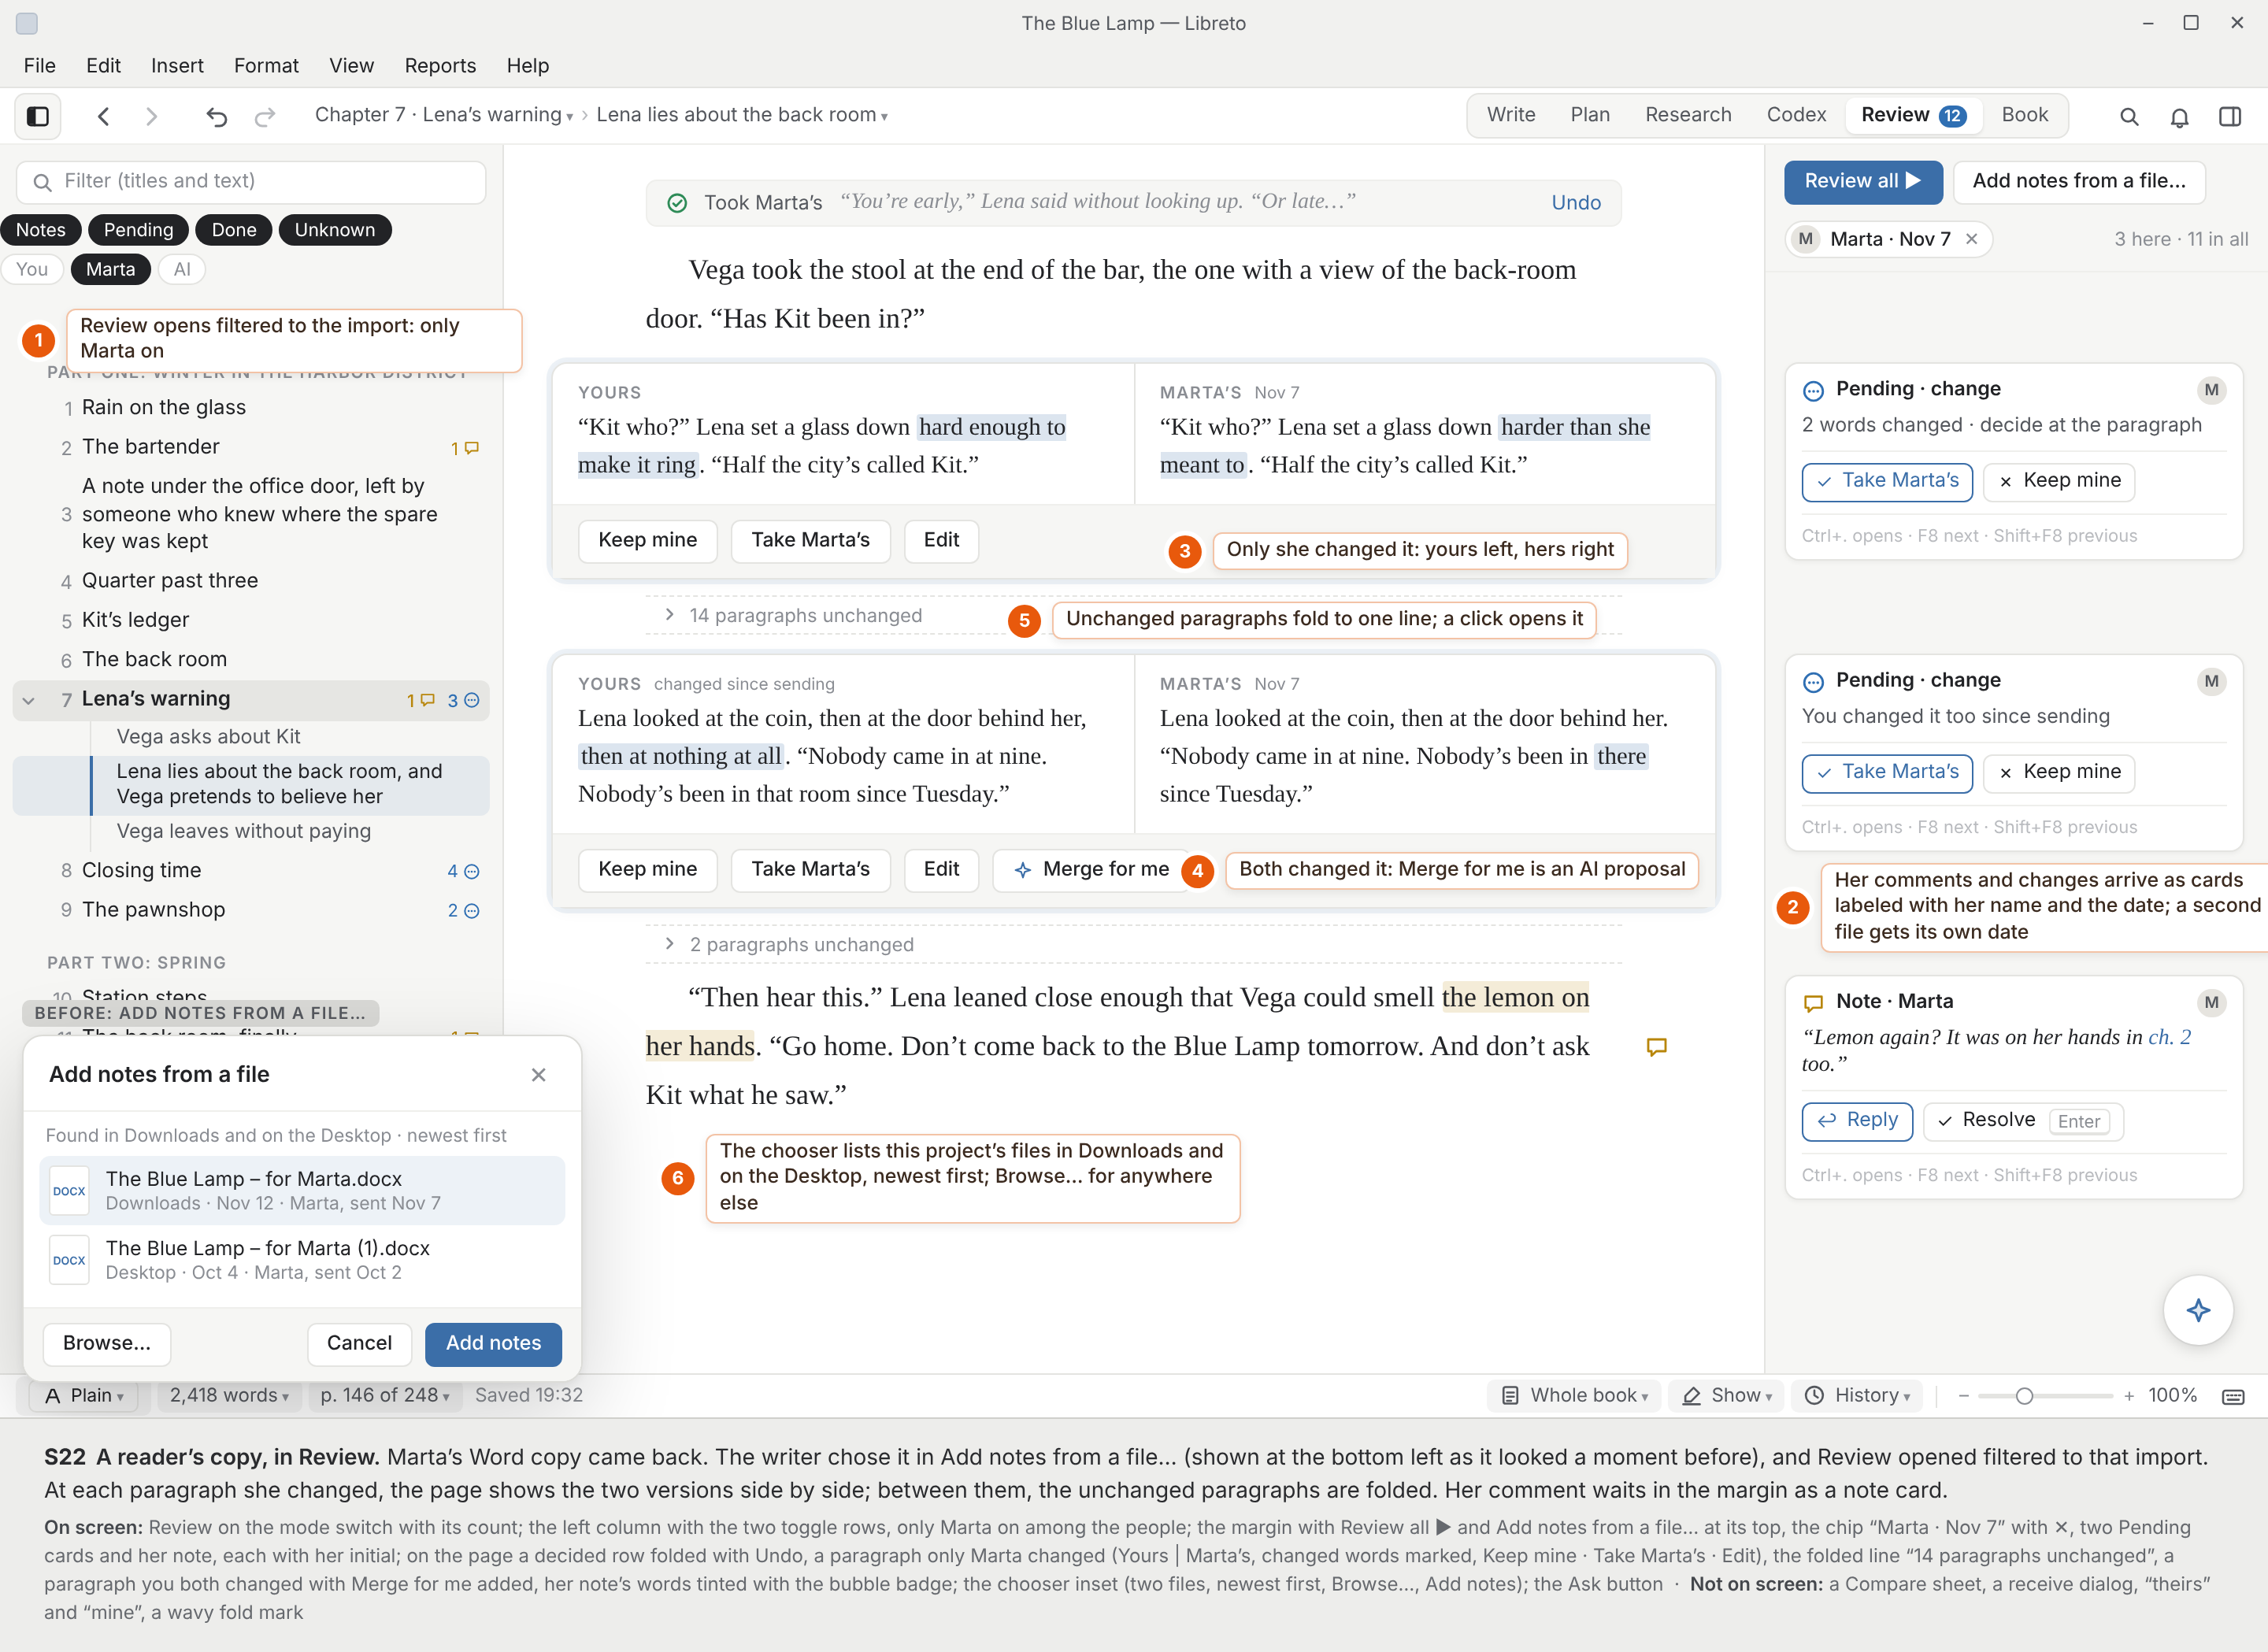 The Blue Lamp — Libreto
File Edit Insert Format View Reports Help
Chapter 7 · Lena’s warning ▾ › Lena lies about the back room ▾
Write Plan Research Codex Review 12 Book
Filter (titles and text)
Notes Pending Done Unknown
You Marta AI
1 Review opens filtered to the import: only
Marta on
PART ONE: WINTER IN THE HARBOR DISTRICT
1 Rain on the glass
2 The bartender 1
A note under the office door, left by
3 someone who knew where the spare
key was kept
4 Quarter past three
5 Kit’s ledger
6 The back room
7 Lena’s warning 1 3
Vega asks about Kit
Lena lies about the back room, and
Vega pretends to believe her
Vega leaves without paying
8 Closing time 4
9 The pawnshop 2
PART TWO: SPRING
10 Station steps
BEFORE: ADD NOTES FROM A FILE…
11 The back room, finally 1
Add notes from a file ✕
Found in Downloads and on the Desktop · newest first
DOCX The Blue Lamp – for Marta.docx
Downloads · Nov 12 · Marta, sent Nov 7
DOCX The Blue Lamp – for Marta (1).docx
Desktop · Oct 4 · Marta, sent Oct 2
Browse… Cancel Add notes
Took Marta’s “You’re early,” Lena said without looking up. “Or late…” Undo
Vega took the stool at the end of the bar, the one with a view of the back-room
door. “Has Kit been in?”
YOURS
“Kit who?” Lena set a glass down hard enough to
make it ring. “Half the city’s called Kit.”
MARTA’S Nov 7
“Kit who?” Lena set a glass down harder than she
meant to. “Half the city’s called Kit.”
Keep mine Take Marta’s Edit
3 Only she changed it: yours left, hers right
14 paragraphs unchanged
5 Unchanged paragraphs fold to one line; a click opens it
YOURS changed since sending
Lena looked at the coin, then at the door behind her,
then at nothing at all. “Nobody came in at nine.
Nobody’s been in that room since Tuesday.”
MARTA’S Nov 7
Lena looked at the coin, then at the door behind her.
“Nobody came in at nine. Nobody’s been in there
since Tuesday.”
Keep mine Take Marta’s Edit Merge for me
4 Both changed it: Merge for me is an AI proposal
2 paragraphs unchanged
“Then hear this.” Lena leaned close enough that Vega could smell the lemon on
her hands. “Go home. Don’t come back to the Blue Lamp tomorrow. And don’t ask
Kit what he saw.”
6 The chooser lists this project’s files in Downloads and
on the Desktop, newest first; Browse… for anywhere
else
Review all ▶ Add notes from a file…
M Marta · Nov 7 ✕ 3 here · 11 in all
Pending · change M
2 words changed · decide at the paragraph
✓ Take Marta’s × Keep mine
Ctrl+. opens · F8 next · Shift+F8 previous
Pending · change M
You changed it too since sending
✓ Take Marta’s × Keep mine
Ctrl+. opens · F8 next · Shift+F8 previous
2 Her comments and changes arrive as cards
labeled with her name and the date; a second
file gets its own date
Note · Marta M
“Lemon again? It was on her hands in ch. 2
too.”
Reply ✓ Resolve Enter
Ctrl+. opens · F8 next · Shift+F8 previous
A Plain ▾ 2,418 words ▾ p. 146 of 248 ▾ Saved 19:32
Whole book ▾ Show ▾ History ▾ − + 100%
S22 A reader’s copy, in Review. Marta’s Word copy came back. The writer chose it in Add notes from a file… (shown at the bottom left as it looked a moment before), and Review opened filtered to that import.
At each paragraph she changed, the page shows the two versions side by side; between them, the unchanged paragraphs are folded. Her comment waits in the margin as a note card.
On screen: Review on the mode switch with its count; the left column with the two toggle rows, only Marta on among the people; the margin with Review all ▶ and Add notes from a file… at its top, the chip “Marta · Nov 7” with ✕, two Pending
cards and her note, each with her initial; on the page a decided row folded with Undo, a paragraph only Marta changed (Yours | Marta’s, changed words marked, Keep mine · Take Marta’s · Edit), the folded line “14 paragraphs unchanged”, a
paragraph you both changed with Merge for me added, her note’s words tinted with the bubble badge; the chooser inset (two files, newest first, Browse…, Add notes); the Ask button · Not on screen: a Compare sheet, a receive dialog, “theirs”
and “mine”, a wavy fold mark